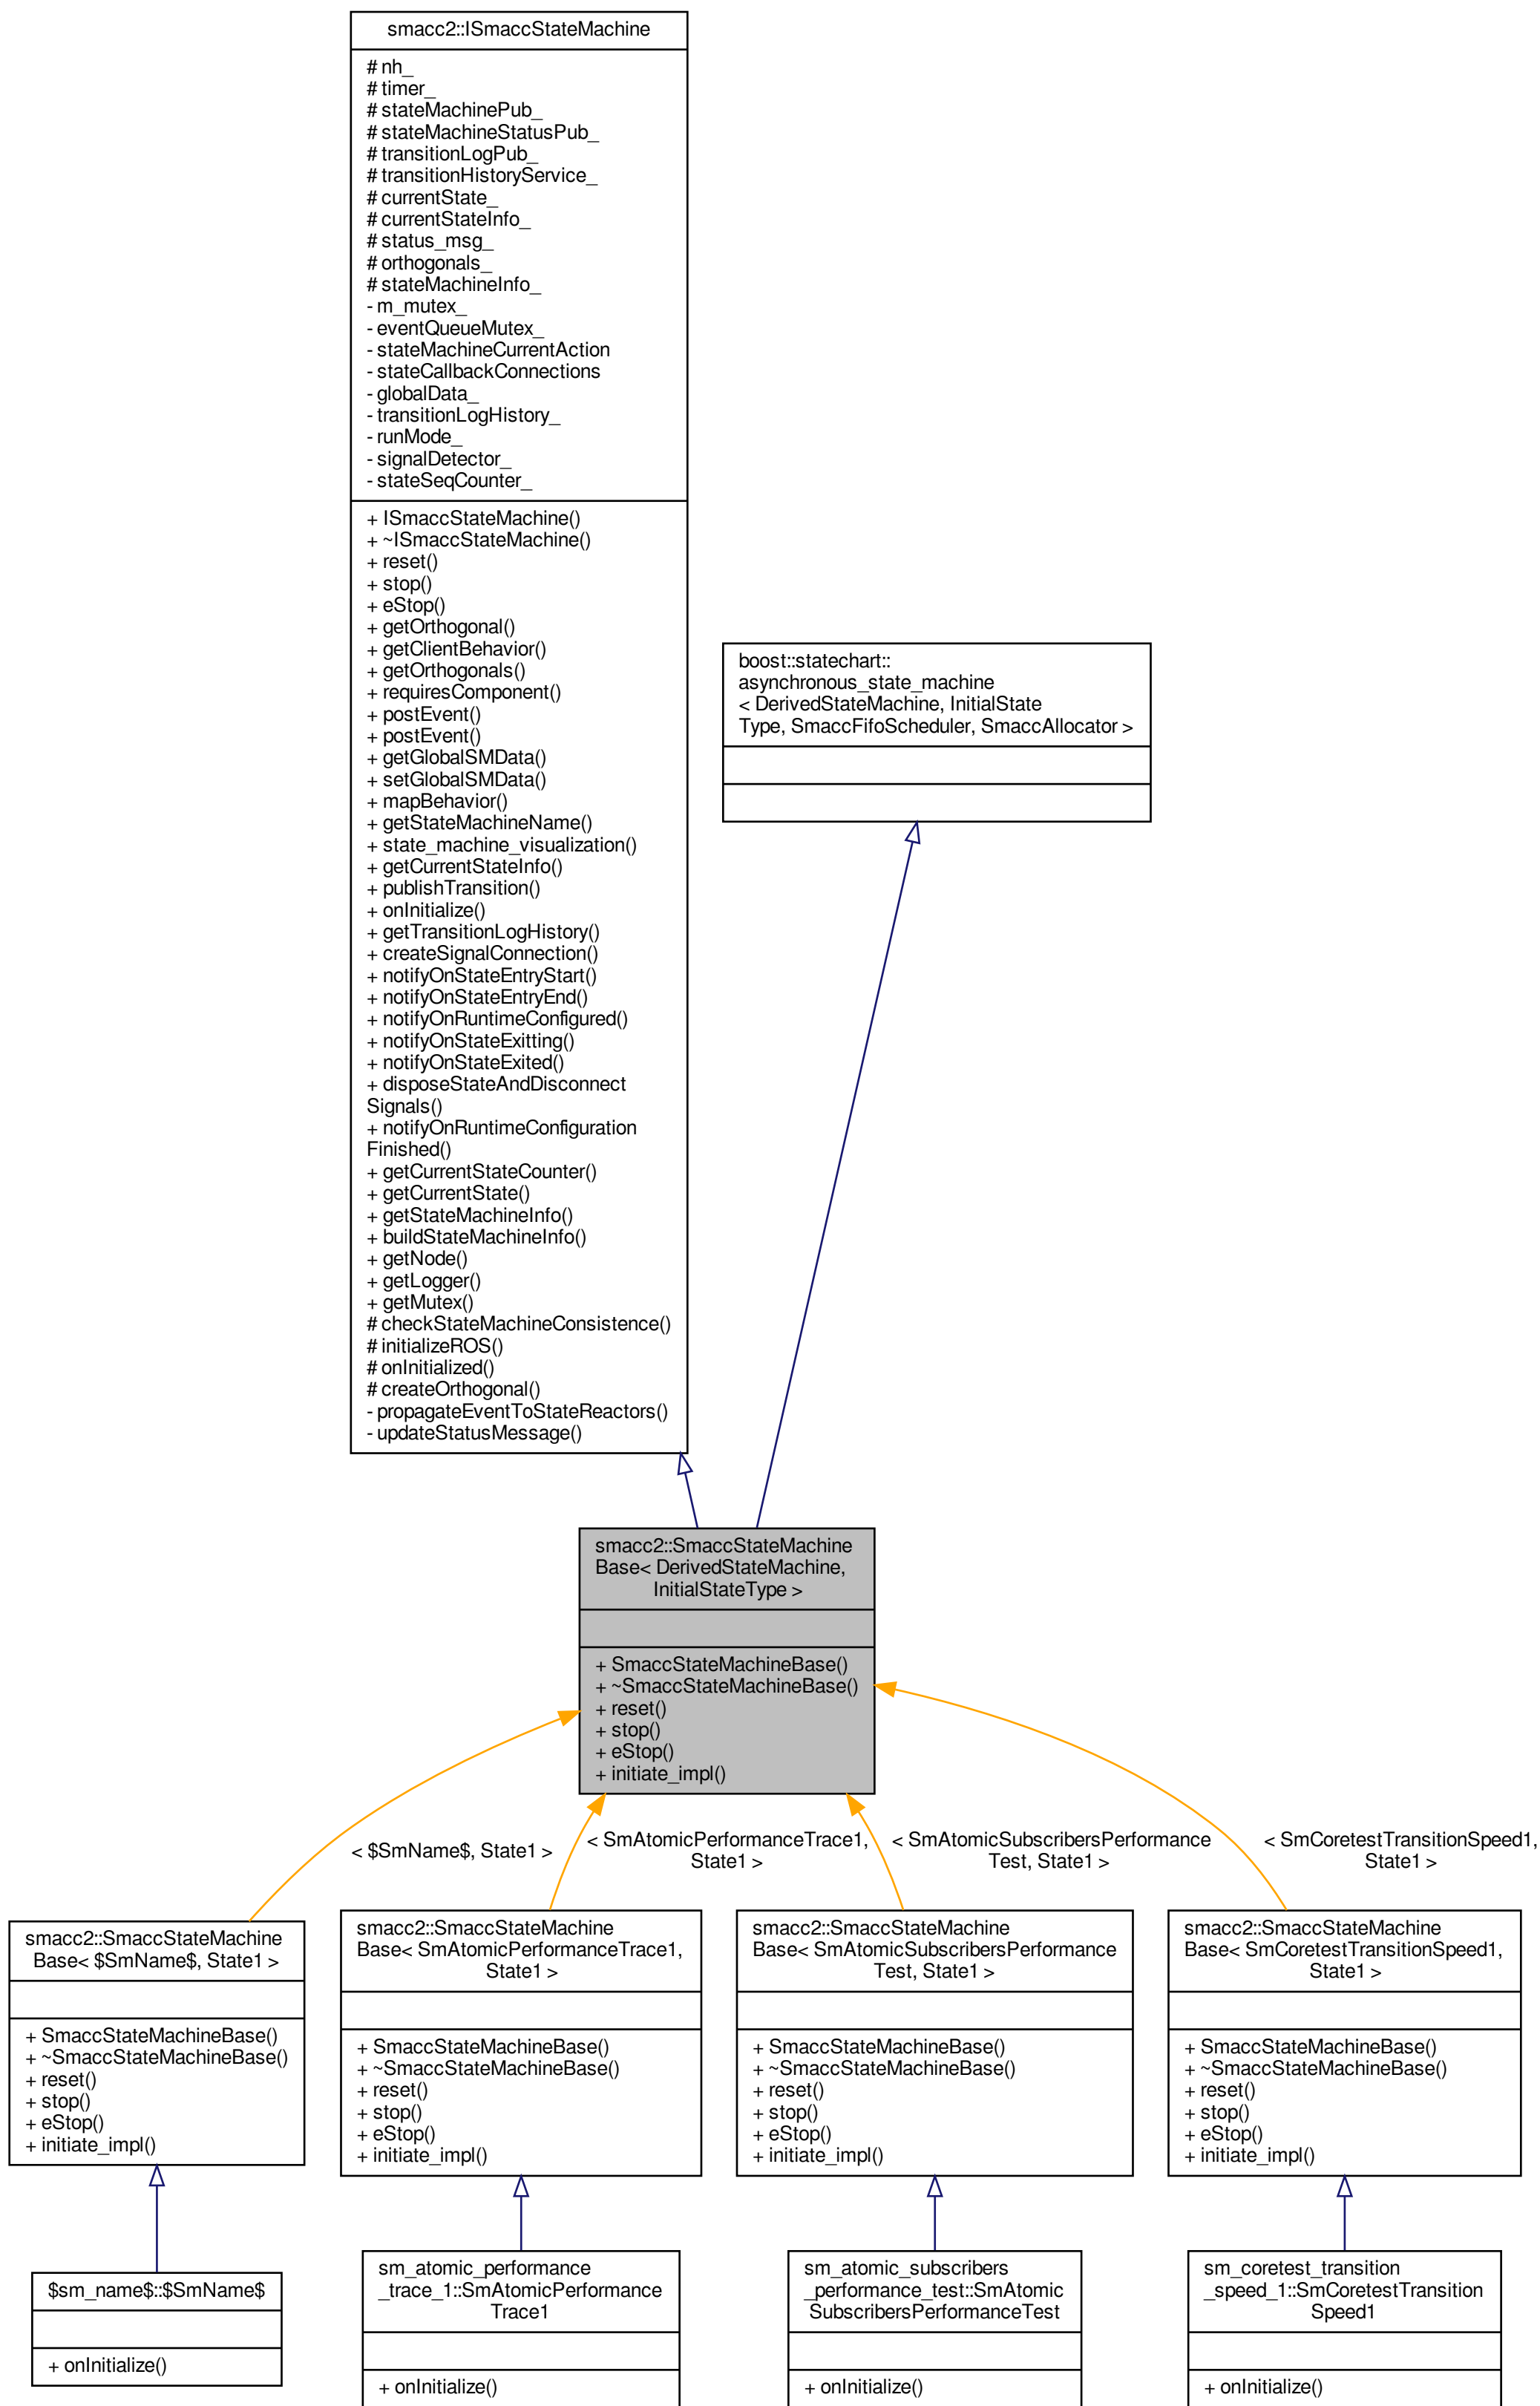 smacc2::ISmaccStateMachine
# nh_
# timer_
# stateMachinePub_
# stateMachineStatusPub_
# transitionLogPub_
# transitionHistoryService_
# currentState_
# currentStateInfo_
# status_msg_
# orthogonals_
# stateMachineInfo_
- m_mutex_
- eventQueueMutex_
- stateMachineCurrentAction
- stateCallbackConnections
- globalData_
- transitionLogHistory_
- runMode_
- signalDetector_
- stateSeqCounter_
+ ISmaccStateMachine()
+ ~ISmaccStateMachine()
+ reset()
+ stop()
+ eStop()
+ getOrthogonal()
+ getClientBehavior()
+ getOrthogonals()
+ requiresComponent()
+ postEvent()
+ postEvent()
+ getGlobalSMData()
+ setGlobalSMData()
+ mapBehavior()
+ getStateMachineName()
+ state_machine_visualization()
+ getCurrentStateInfo()
+ publishTransition()
+ onInitialize()
+ getTransitionLogHistory()
+ createSignalConnection()
+ notifyOnStateEntryStart()
+ notifyOnStateEntryEnd()
+ notifyOnRuntimeConfigured()
+ notifyOnStateExitting()
+ notifyOnStateExited()
+ disposeStateAndDisconnect
Signals()
+ notifyOnRuntimeConfiguration
Finished()
+ getCurrentStateCounter()
+ getCurrentState()
+ getStateMachineInfo()
+ buildStateMachineInfo()
+ getNode()
+ getLogger()
+ getMutex()
# checkStateMachineConsistence()
# initializeROS()
# onInitialized()
# createOrthogonal()
- propagateEventToStateReactors()
- updateStatusMessage()
boost::statechart::
asynchronous_state_machine
< DerivedStateMachine, InitialState
Type, SmaccFifoScheduler, SmaccAllocator >
smacc2::SmaccStateMachine
Base< DerivedStateMachine,
InitialStateType >
+ SmaccStateMachineBase()
+ ~SmaccStateMachineBase()
+ reset()
+ stop()
+ eStop()
+ initiate_impl()
< $SmName$, State1 >
< SmAtomicPerformanceTrace1,
State1 >
< SmAtomicSubscribersPerformance
Test, State1 >
< SmCoretestTransitionSpeed1,
State1 >
smacc2::SmaccStateMachine
Base< $SmName$, State1 >
+ SmaccStateMachineBase()
+ ~SmaccStateMachineBase()
+ reset()
+ stop()
+ eStop()
+ initiate_impl()
smacc2::SmaccStateMachine
Base< SmAtomicPerformanceTrace1,
State1 >
+ SmaccStateMachineBase()
+ ~SmaccStateMachineBase()
+ reset()
+ stop()
+ eStop()
+ initiate_impl()
smacc2::SmaccStateMachine
Base< SmAtomicSubscribersPerformance
Test, State1 >
+ SmaccStateMachineBase()
+ ~SmaccStateMachineBase()
+ reset()
+ stop()
+ eStop()
+ initiate_impl()
smacc2::SmaccStateMachine
Base< SmCoretestTransitionSpeed1,
State1 >
+ SmaccStateMachineBase()
+ ~SmaccStateMachineBase()
+ reset()
+ stop()
+ eStop()
+ initiate_impl()
$sm_name$::$SmName$
+ onInitialize()
sm_atomic_performance
_trace_1::SmAtomicPerformance
Trace1
+ onInitialize()
sm_atomic_subscribers
_performance_test::SmAtomic
SubscribersPerformanceTest
+ onInitialize()
sm_coretest_transition
_speed_1::SmCoretestTransition
Speed1
+ onInitialize()